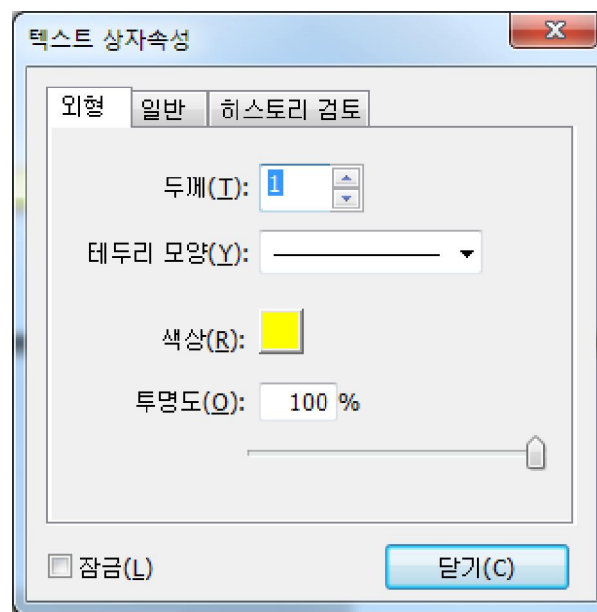 텍스트 상자속성
외형 일반 히스토리 검토
두께(T): 1
테두리 모양(Y):
색상(R):
투명도(O): 100 %
잠금(L) 닫기(C)